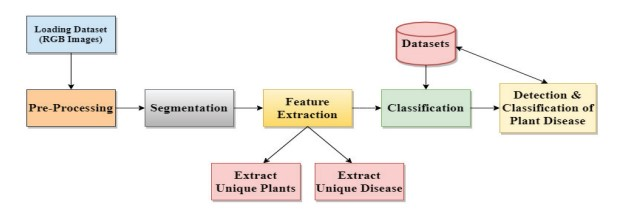 Loading Dataset
(RGB Images)
Datasets
Pre-Processing
Segmentation
Feature
Extraction
Classification
Detection &
Classification of
Plant Disease
Extract
Unique Plants
Extract
Unique Disease